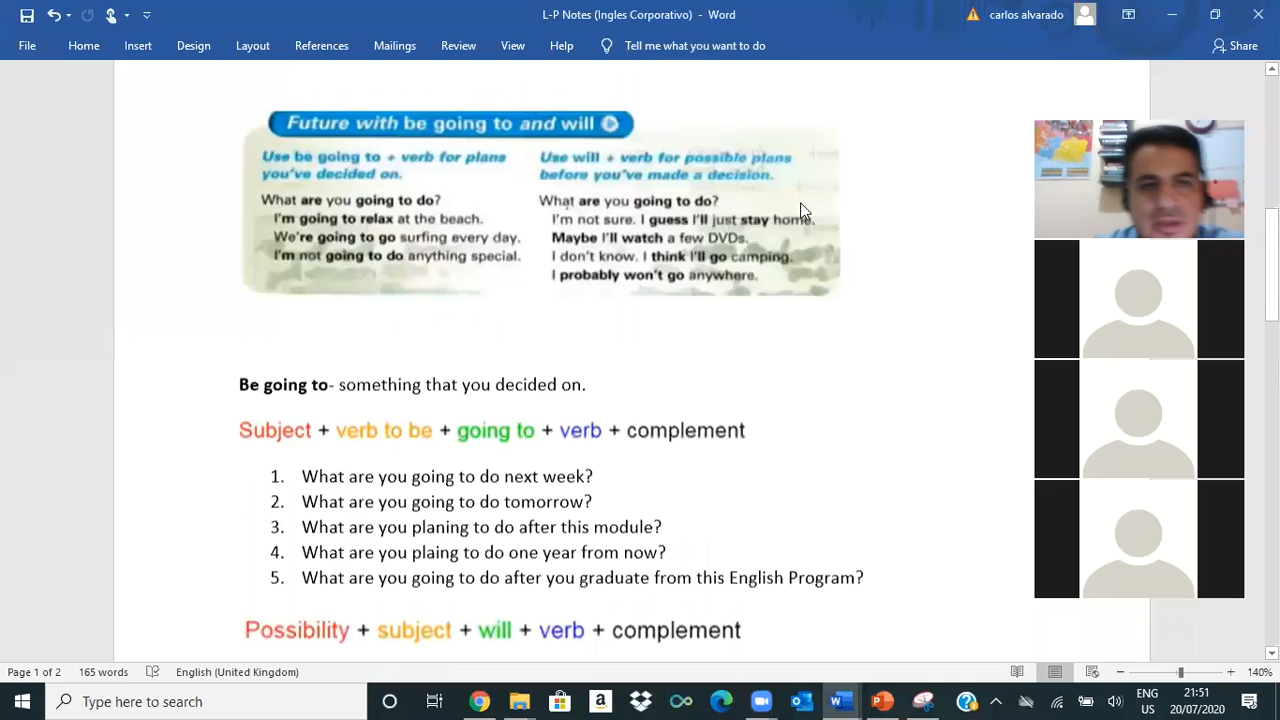 L-P Notes (Ingles Corporativo) - Word
carlos alvarado
File Home Insert Design Layout References Mailings Review View Help Tell me what you want to do Share
Future with be going to and will
Use be going to + verb for plans
you've decided on.
What are you going to do?
I'm going to relax at the beach.
We're going to go surfing every day.
I'm not going to do anything special.
Use will + verb for possible plans
before you've made a decision.
What are you going to do?
I'm not sure. I guess I'll just stay home.
Maybe I'll watch a few DVDs.
I don't know. I think I'll go camping.
I probably won't go anywhere.
Be going to- something that you decided on.
Subject + verb to be + going to + verb + complement
1. What are you going to do next week?
2. What are you going to do tomorrow?
3. What are you planing to do after this module?
4. What are you plaing to do one year from now?
5. What are you going to do after you graduate from this English Program?
Possibility + subject + will + verb + complement
Page 1 of 2 165 words English (United Kingdom) 140%
Type here to search
ENG 21:51
US 20/07/2020